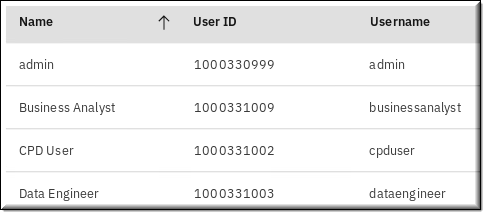 Name User ID Username
admin 1000330999 admin
Business Analyst 1000331009 businessanalyst
CPD User 1000331002 cpduser
Data Engineer 1000331003 dataengineer